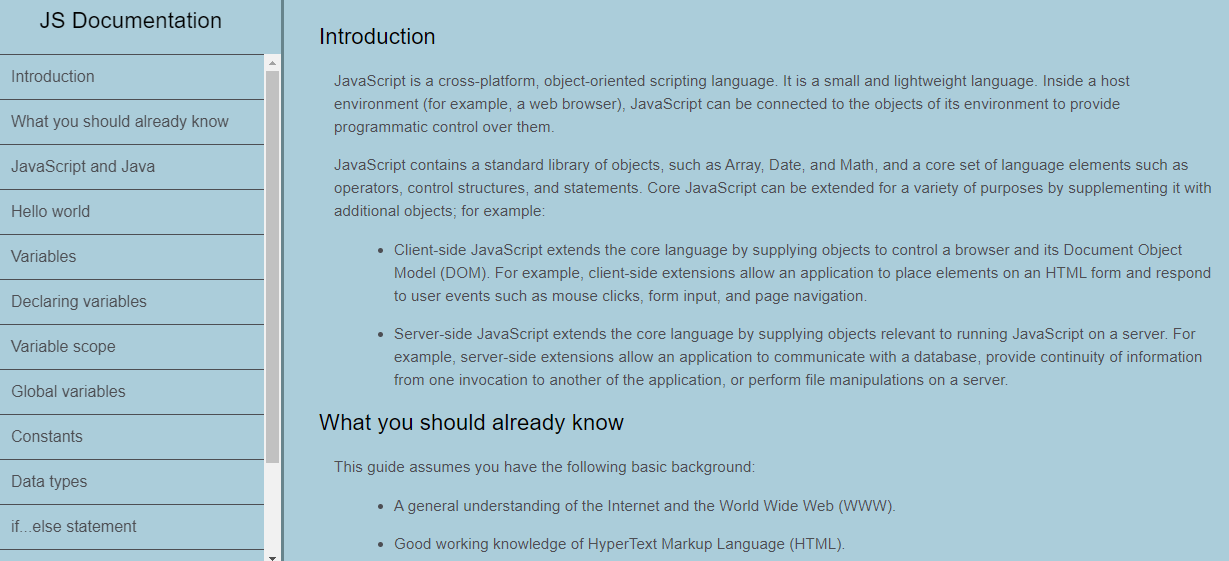 JS Documentation
Introduction
What you should already know
JavaScript and Java
Hello world
Variables
Declaring variables
Variable scope
Global variables
Constants
Data types
if...else statement
Introduction
JavaScript is a cross-platform, object-oriented scripting language. It is a small and lightweight language. Inside a host
environment (for example, a web browser), JavaScript can be connected to the objects of its environment to provide
programmatic control over them.
JavaScript contains a standard library of objects, such as Array, Date, and Math, and a core set of language elements such as
operators, control structures, and statements. Core JavaScript can be extended for a variety of purposes by supplementing it with
additional objects; for example:
• Client-side JavaScript extends the core language by supplying objects to control a browser and its Document Object
Model (DOM). For example, client-side extensions allow an application to place elements on an HTML form and respond
to user events such as mouse clicks, form input, and page navigation.
• Server-side JavaScript extends the core language by supplying objects relevant to running JavaScript on a server. For
example, server-side extensions allow an application to communicate with a database, provide continuity of information
from one invocation to another of the application, or perform file manipulations on a server.
What you should already know
This guide assumes you have the following basic background:
• A general understanding of the Internet and the World Wide Web (WWW).
• Good working knowledge of HyperText Markup Language (HTML).